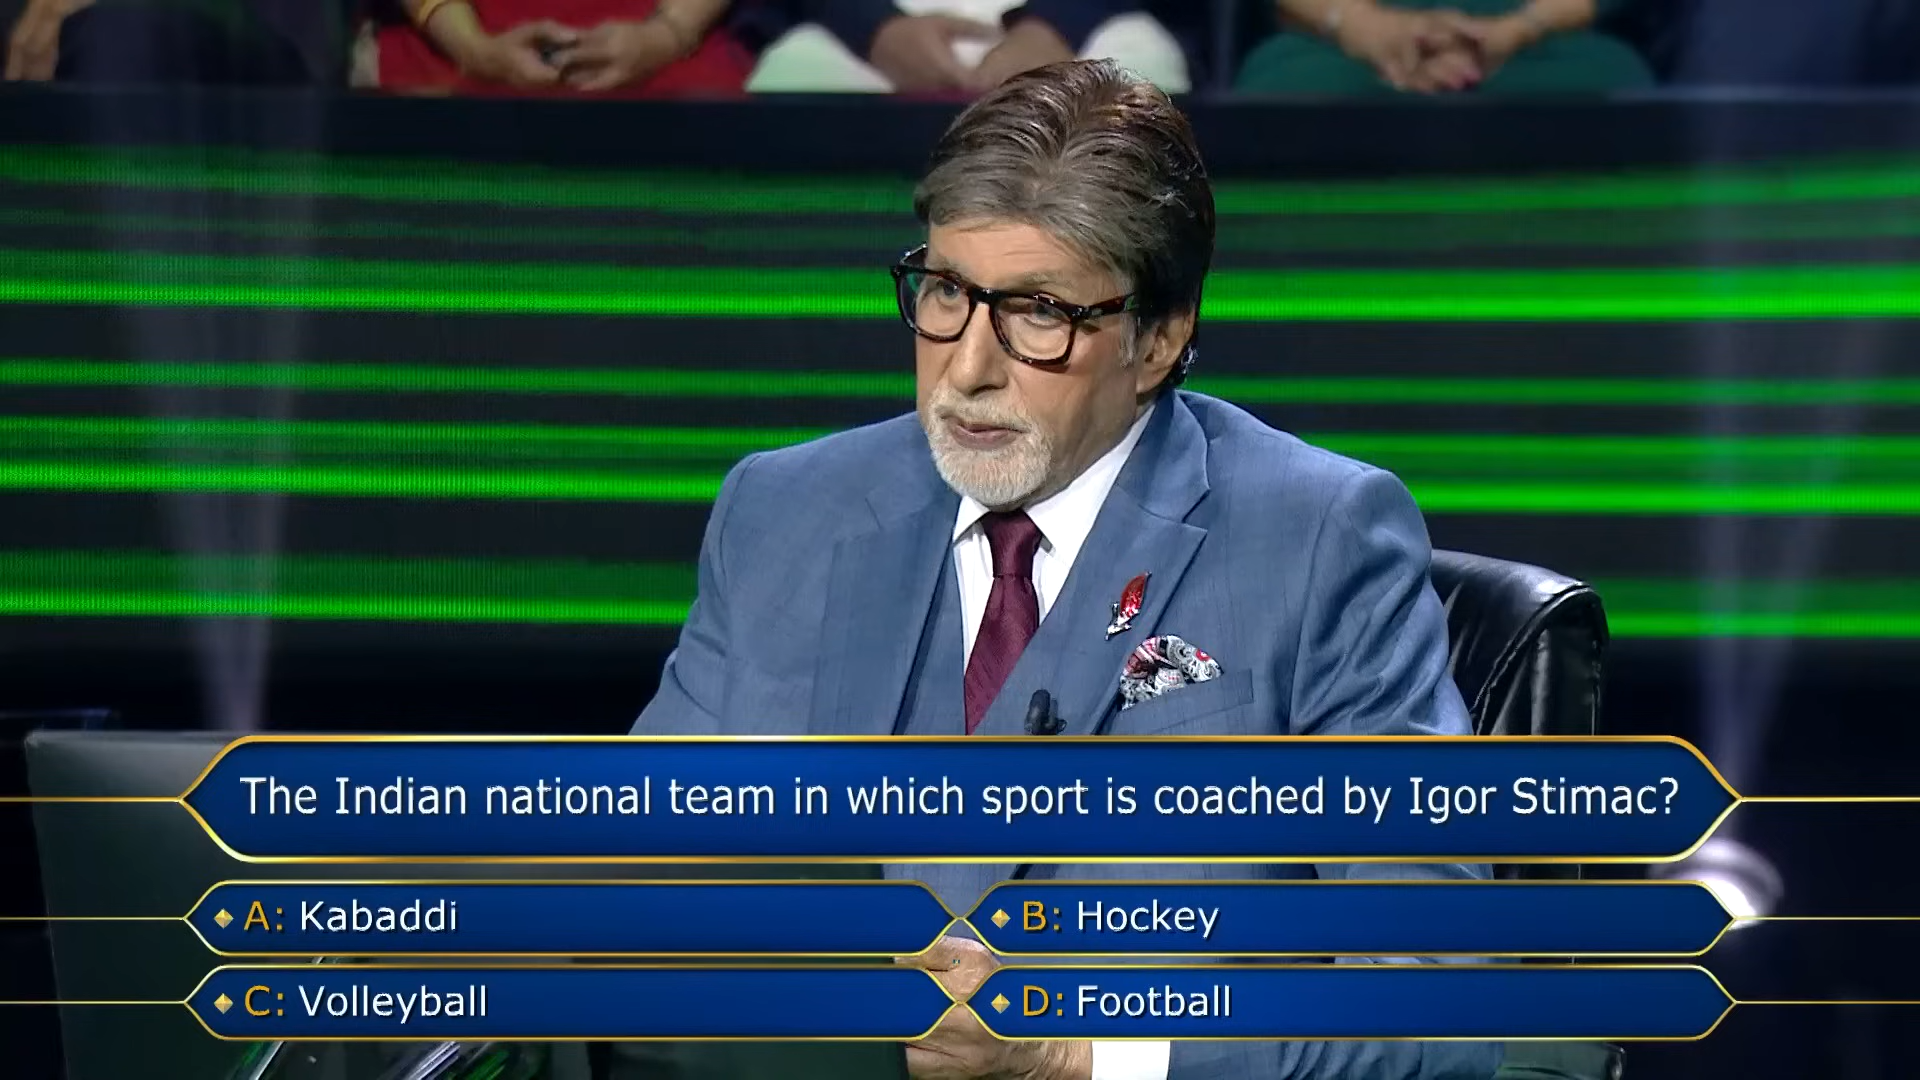 The Indian national team in which sport is coached by Igor Stimac?
A: Kabaddi
B: Hockey
C: Volleyball
D: Football